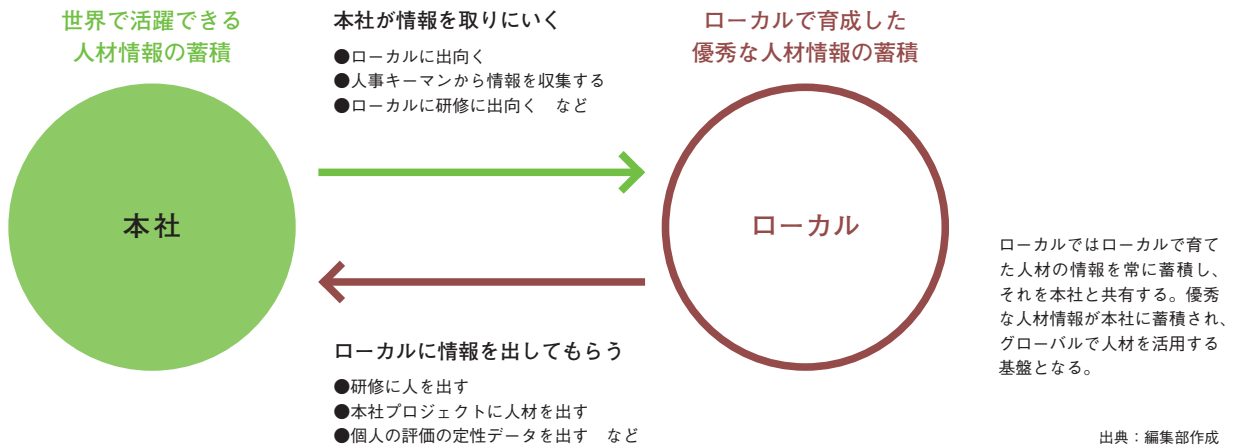 世界で活躍できる
人材情報の蓄積
本社
本社が情報を取りにいく
●ローカルに出向く
●人事キーマンから情報を収集する
●ローカルに研修に出向く　など
ローカルに情報を出してもらう
●研修に人を出す
●本社プロジェクトに人材を出す
●個人の評価の定性データを出す　など
ローカルで育成した
優秀な人材情報の蓄積
ローカル
ローカルではローカルで育て
た人材の情報を常に蓄積し、
それを本社と共有する。優秀
な人材情報が本社に蓄積され、
グローバルで人材を活用する
基盤となる。
出典：編集部作成